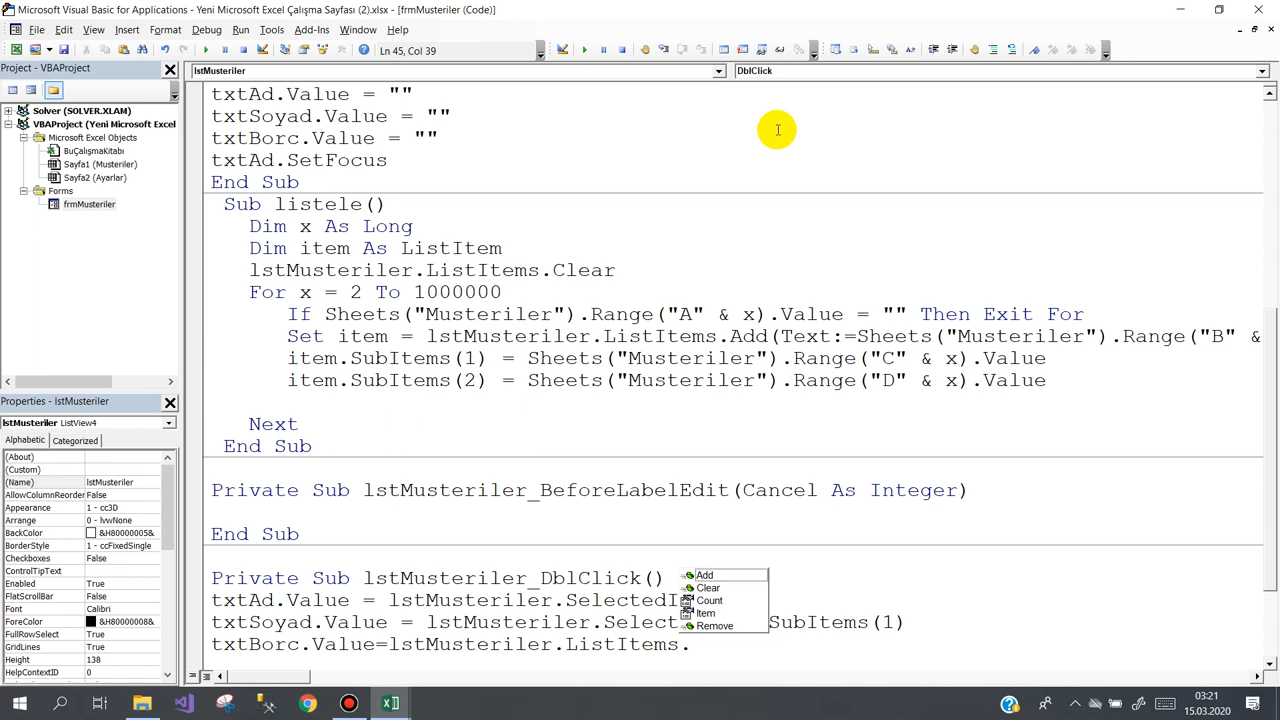 Microsoft Visual Basic for Applications - Yeni Microsoft Excel Çalışma Sayfası (2).xlsx - [frmMusteriler (Code)]
File Edit View Insert Format Debug Run Tools Add-Ins Window Help
Ln 45, Col 39
Project - VBAProject
lstMusteriler
DblClick
Solver (SOLVER.XLAM)
VBAProject (Yeni Microsoft Excel
Microsoft Excel Objects
BuÇalışmaKitabı
Sayfa1 (Musteriler)
Sayfa2 (Ayarlar)
Forms
frmMusteriler
Properties - lstMusteriler
lstMusteriler ListView4
Alphabetic Categorized
(About)
(Custom)
(Name) lstMusteriler
AllowColumnReorder False
Appearance 1 - cc3D
Arrange 0 - lvwNone
BackColor &H80000005&
BorderStyle 1 - ccFixedSingle
Checkboxes False
ControlTipText
Enabled True
FlatScrollBar False
Font Calibri
ForeColor &H80000008&
FullRowSelect True
GridLines True
Height 138
HelpContextID 0
txtAd.Value = ""
txtSoyad.Value = ""
txtBorc.Value = ""
txtAd.SetFocus
End Sub
Sub listele()
Dim x As Long
Dim item As ListItem
lstMusteriler.ListItems.Clear
For x = 2 To 1000000
If Sheets("Musteriler").Range("A" & x).Value = "" Then Exit For
Set item = lstMusteriler.ListItems.Add(Text:=Sheets("Musteriler").Range("B" &
item.SubItems(1) = Sheets("Musteriler").Range("C" & x).Value
item.SubItems(2) = Sheets("Musteriler").Range("D" & x).Value
Next
End Sub
Private Sub lstMusteriler_BeforeLabelEdit(Cancel As Integer)
End Sub
Private Sub lstMusteriler_DblClick()
txtAd.Value = lstMusteriler.SelectedI
txtSoyad.Value = lstMusteriler.Select SubItems(1)
txtBorc.Value=lstMusteriler.ListItems.
Add
Clear
Count
Item
Remove
03:21
15.03.2020